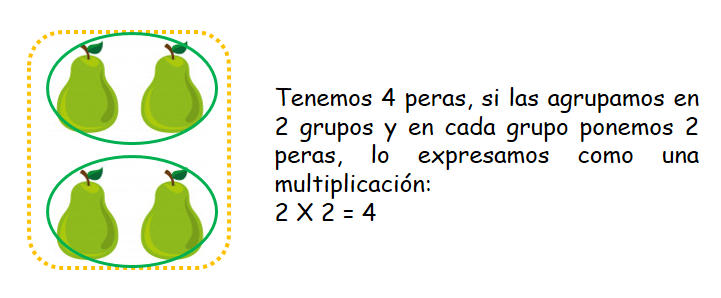 Tenemos 4 peras, si las agrupamos en
2 grupos y en cada grupo ponemos 2
peras, lo expresamos como una
multiplicación:
2 X 2 = 4